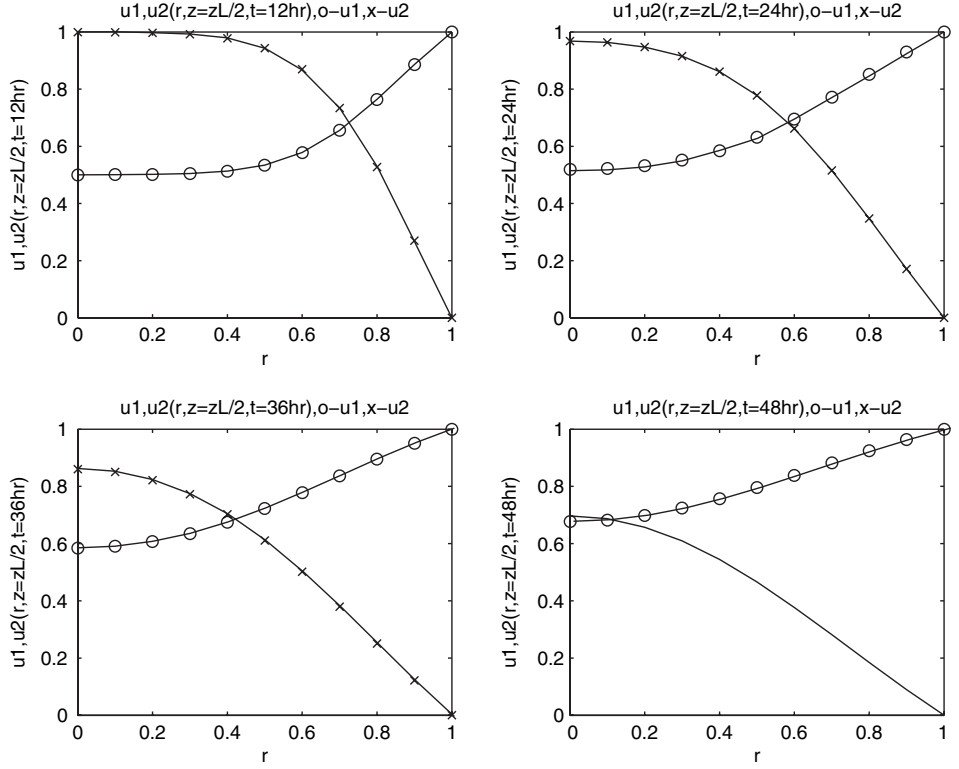 u1,u2(r,z=zL/2,t=12hr),o−u1,x−u2
u1,u2(r,z=zL/2,t=12hr)
1
0.8
0.6
0.4
0.2
0
0 0.2 0.4 0.6 0.8 1
r
u1,u2(r,z=zL/2,t=24hr),o−u1,x−u2
u1,u2(r,z=zL/2,t=24hr)
1
0.8
0.6
0.4
0.2
0
0 0.2 0.4 0.6 0.8 1
r
u1,u2(r,z=zL/2,t=36hr),o−u1,x−u2
u1,u2(r,z=zL/2,t=36hr)
1
0.8
0.6
0.4
0.2
0
0 0.2 0.4 0.6 0.8 1
r
u1,u2(r,z=zL/2,t=48hr),o−u1,x−u2
u1,u2(r,z=zL/2,t=48hr)
1
0.8
0.6
0.4
0.2
0
0 0.2 0.4 0.6 0.8 1
r